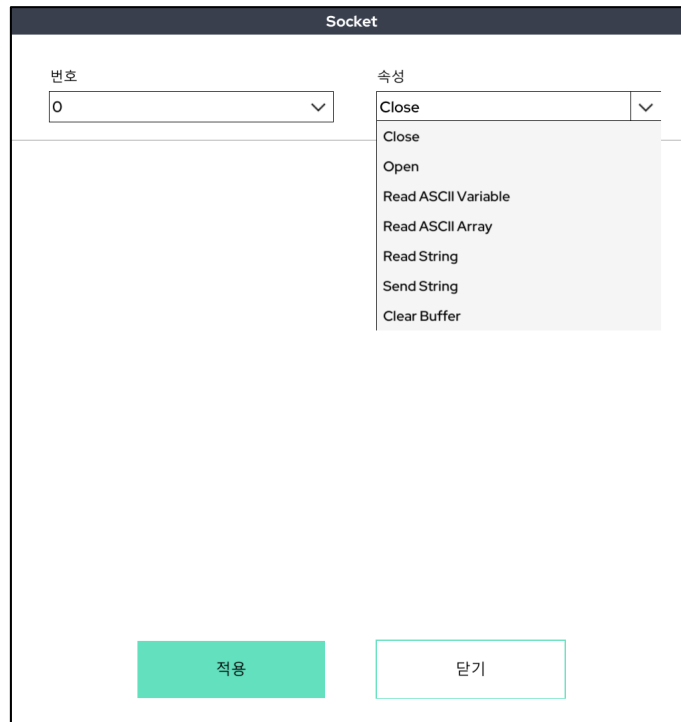 Socket
번호
속성
0
Close
Close
Open
Read ASCII Variable
Read ASCII Array
Read String
Send String
Clear Buffer
적용
닫기